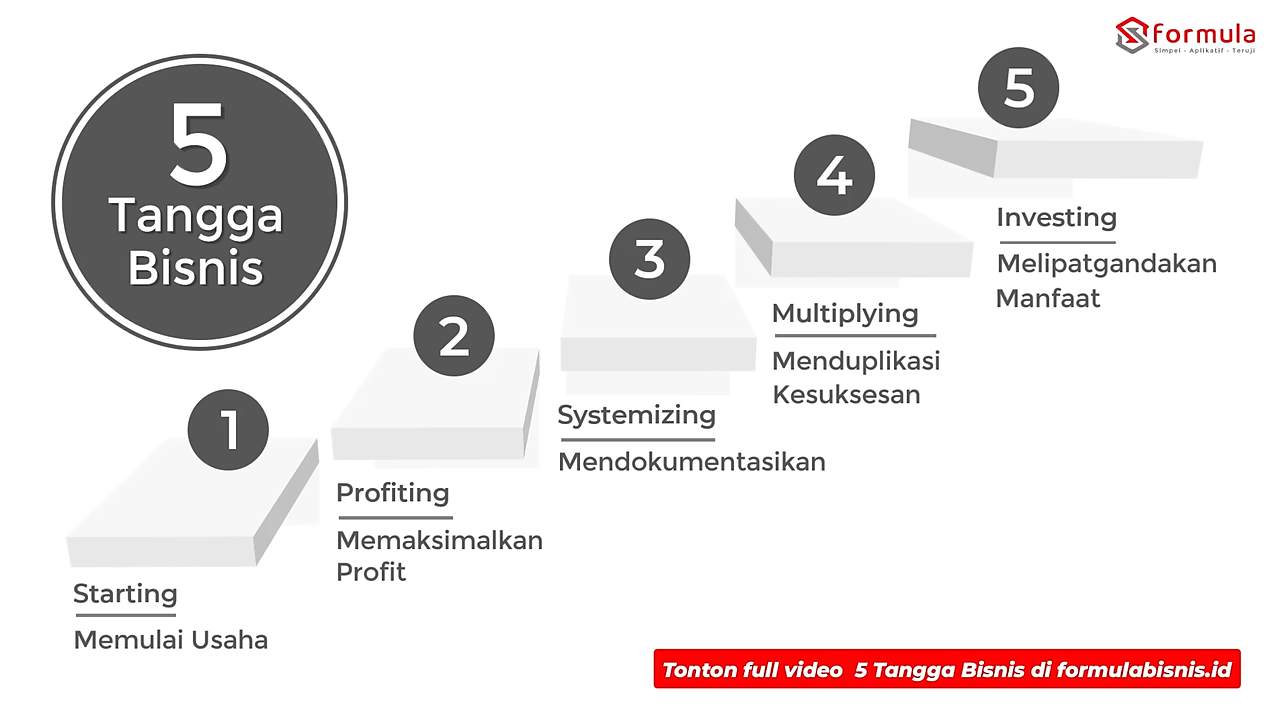 formula
Simpel - Aplikatif - Teruji
5
Tangga
Bisnis
1
Starting
Memulai Usaha
2
Profiting
Memaksimalkan
Profit
3
Systemizing
Mendokumentasikan
4
Multiplying
Menduplikasi
Kesuksesan
5
Investing
Melipatgandakan
Manfaat
Tonton full video 5 Tangga Bisnis di formulabisnis.id